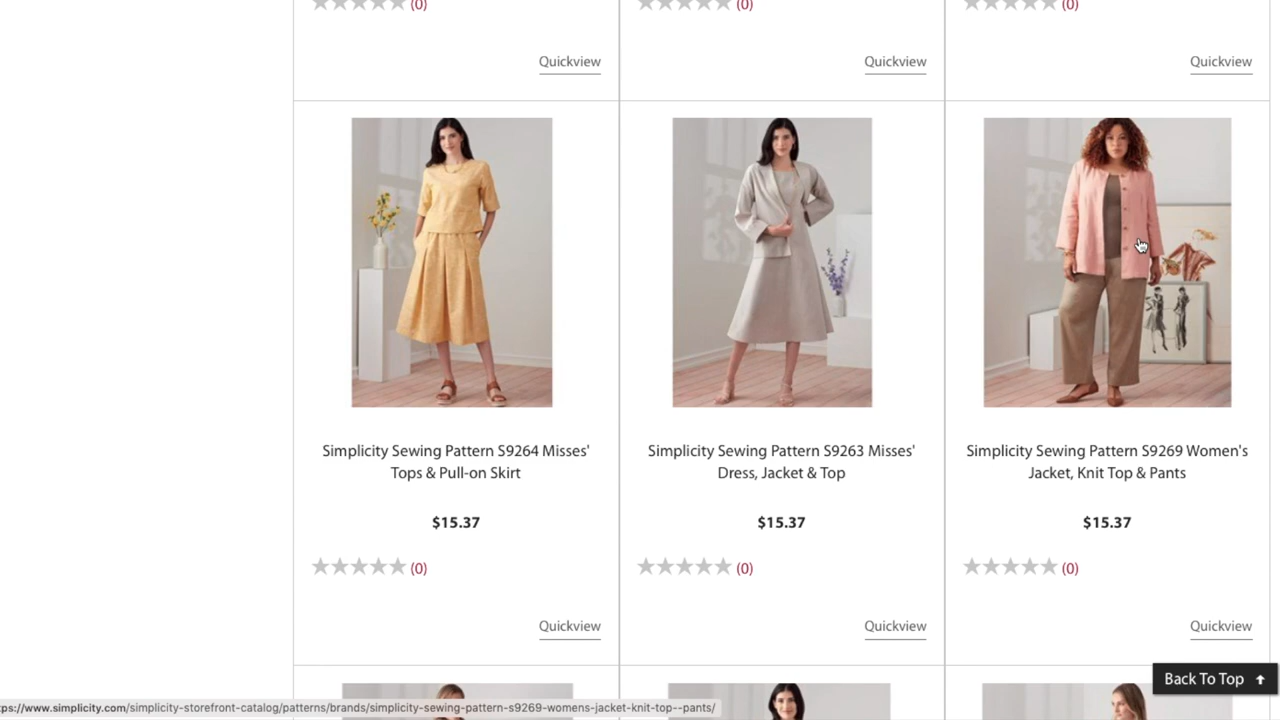 (0)
(0)
(0)
Quickview
Quickview
Quickview
Simplicity Sewing Pattern S9264 Misses'
Tops & Pull-on Skirt
$15.37
(0)
Quickview
Simplicity Sewing Pattern S9263 Misses'
Dress, Jacket & Top
$15.37
(0)
Quickview
Simplicity Sewing Pattern S9269 Women's
Jacket, Knit Top & Pants
$15.37
(0)
Quickview
Back To Top
ps://www.simplicity.com/simplicity-storefront-catalog/patterns/brands/simplicity-sewing-pattern-s9269-womens-jacket-knit-top--pants/